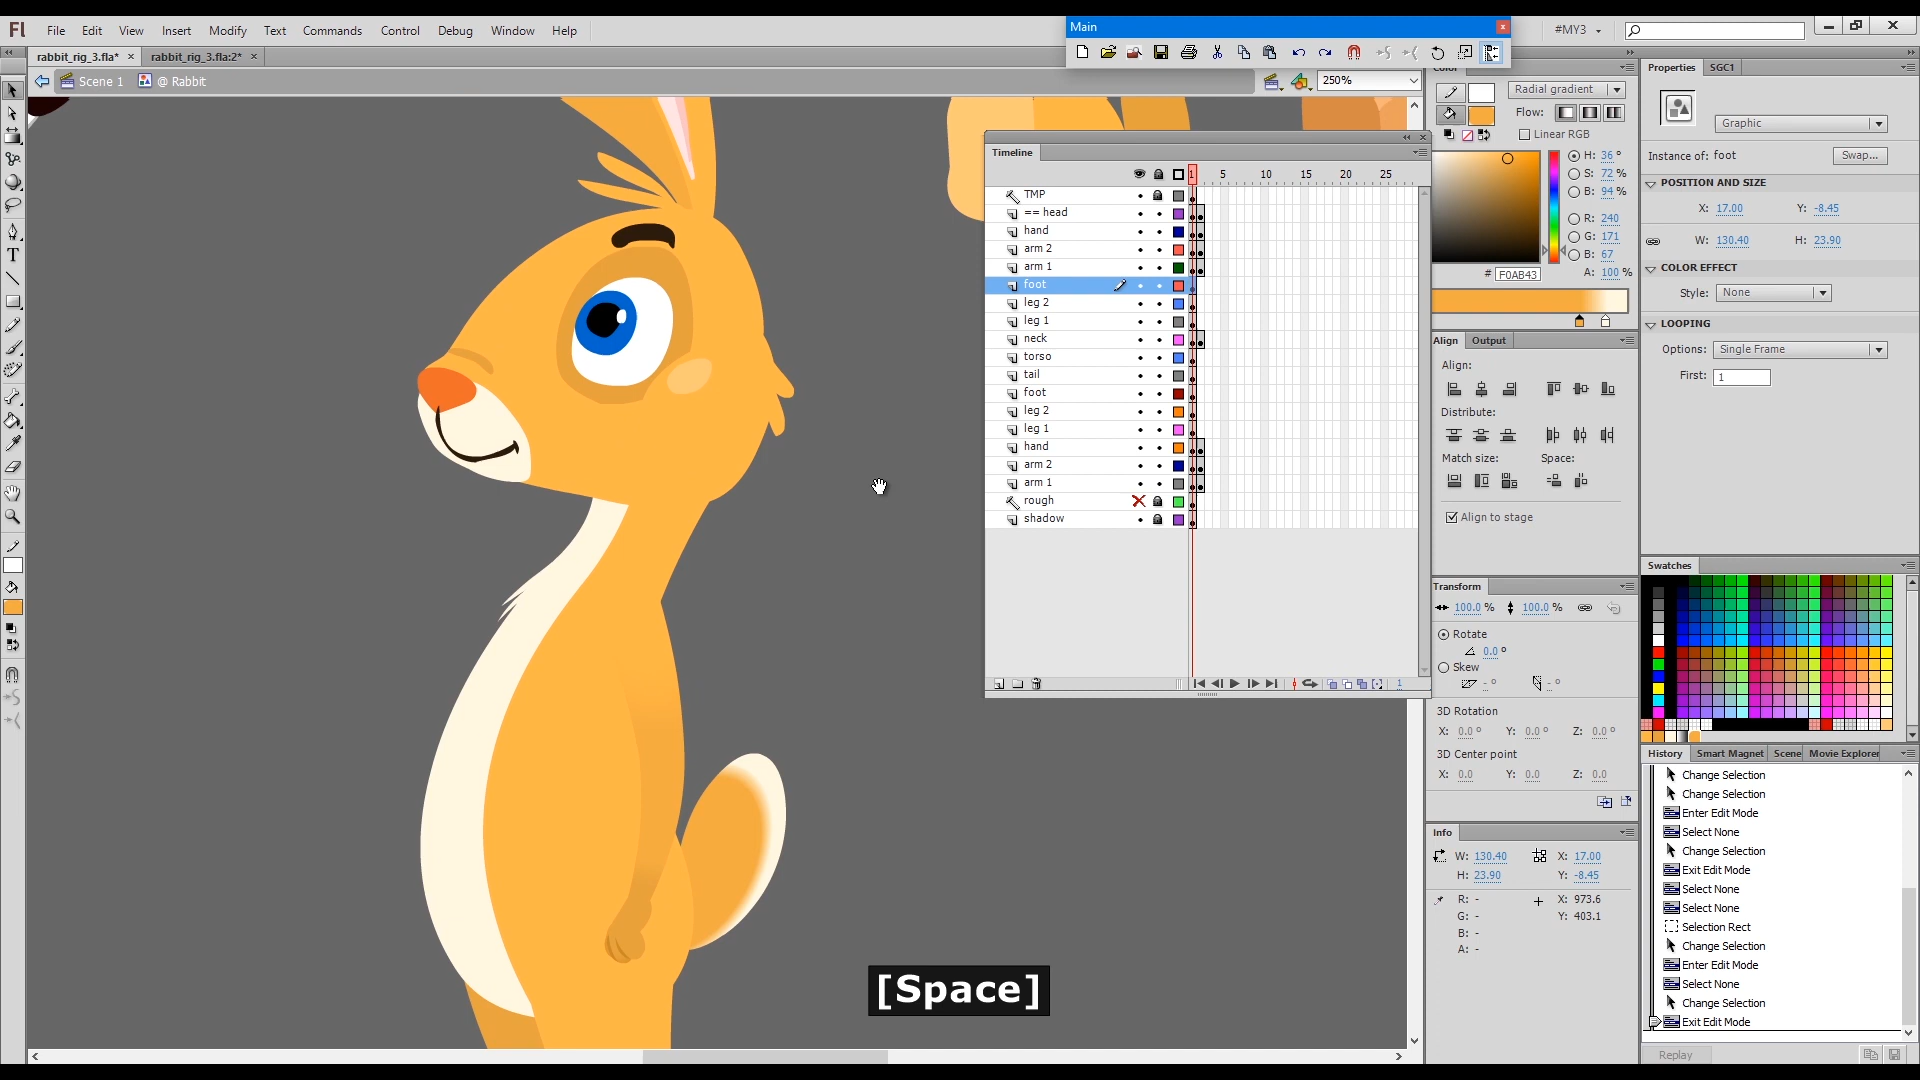 Fl File Edit View Insert Modify Text Commands Control Debug Window Help
Main
#MY3
rabbit_rig_3.fla* × rabbit_rig_3.fla:2* ×
Scene 1 @ Rabbit
250%
Timeline
1 5 10 15 20 25
TMP
== head
hand
arm 2
arm 1
foot
leg 2
leg 1
neck
torso
tail
foot
leg 2
leg 1
hand
arm 2
arm 1
rough
shadow
1
[Space]
Color
Radial gradient
Flow:
Linear RGB
H: 36 °
S: 72 %
B: 94 %
R: 240
G: 171
B: 67
# F0AB43 A: 100 %
Align Output
Align:
Distribute:
Match size: Space:
Align to stage
Transform
100.0 % 100.0 %
Rotate
0.0 °
Skew
- ° - °
3D Rotation
X: 0.0 ° Y: 0.0 ° Z: 0.0 °
3D Center point
X: 0.0 Y: 0.0 Z: 0.0
Info
W: 130.40 X: 17.00
H: 23.90 Y: -8.45
R: - X: 973.6
G: - Y: 403.1
B: -
A: -
Properties SGC1
Graphic
Instance of: foot Swap...
POSITION AND SIZE
X: 17.00 Y: -8.45
W: 130.40 H: 23.90
COLOR EFFECT
Style: None
LOOPING
Options: Single Frame
First: 1
Swatches
History Smart Magnet Scene Movie Explorer
Change Selection
Change Selection
Enter Edit Mode
Select None
Change Selection
Exit Edit Mode
Select None
Select None
Selection Rect
Change Selection
Enter Edit Mode
Select None
Change Selection
Exit Edit Mode
Replay